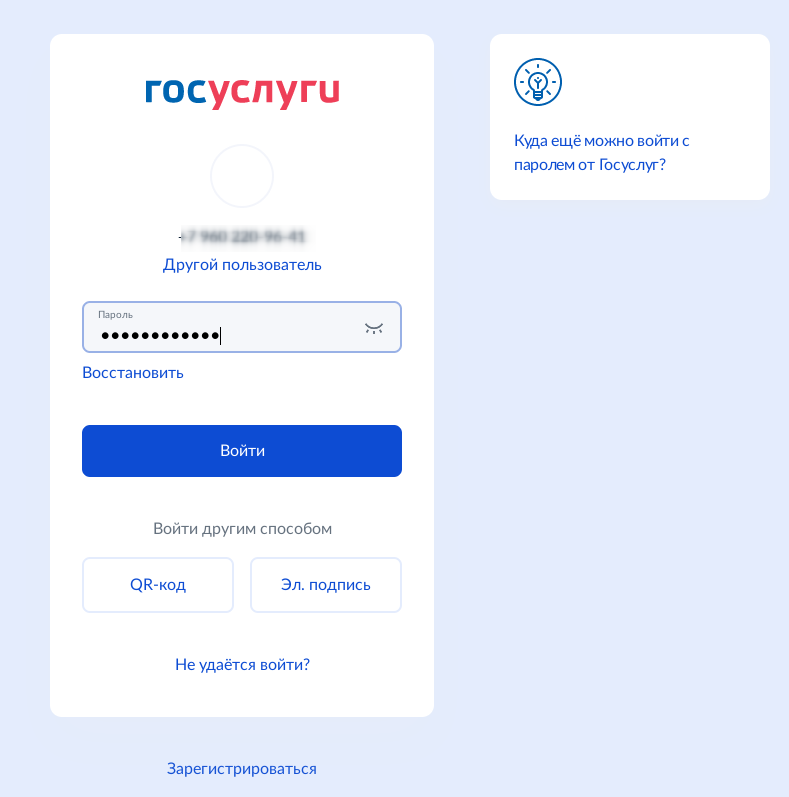 госуслуги
Другой пользователь
Пароль
Восстановить
Войти
Войти другим способом
QR-код
Эл. подпись
Не удаётся войти?
Зарегистрироваться
Куда ещё можно войти с
паролем от Госуслуг?